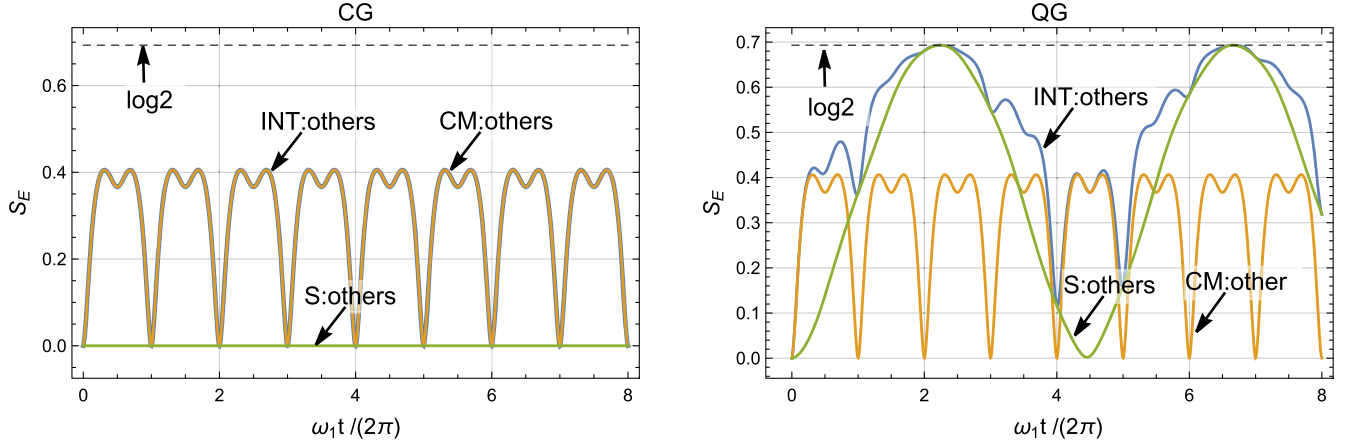 CG
S_E
0.6
0.4
0.2
0.0
log2
INT:others
CM:others
S:others
0 2 4 6 8
ω₁t /(2π)
QG
S_E
0.7
0.6
0.5
0.4
0.3
0.2
0.1
0.0
log2
INT:others
S:others
CM:other
0 2 4 6 8
ω₁t /(2π)